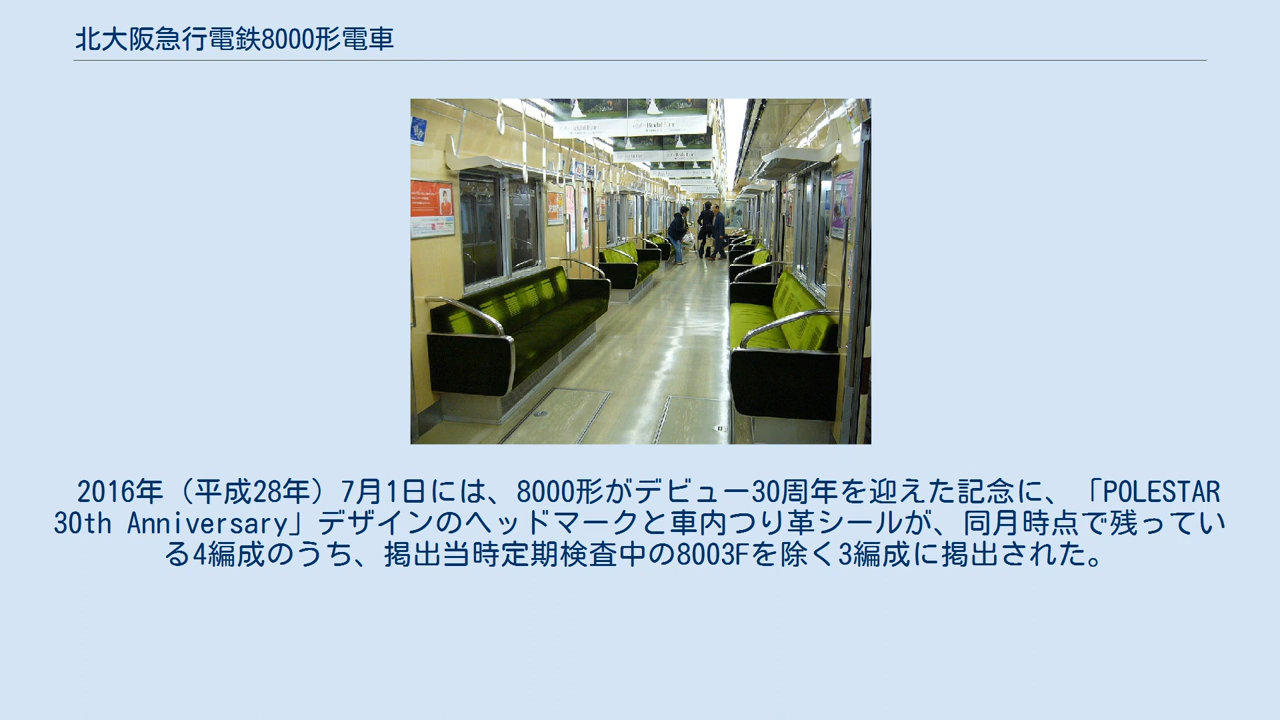 北大阪急行電鉄8000形電車
2016年（平成28年）7月1日には、8000形がデビュー30周年を迎えた記念に、「POLESTAR
30th Anniversary」デザインのヘッドマークと車内つり革シールが、同月時点で残ってい
る4編成のうち、掲出当時定期検査中の8003Fを除く3編成に掲出された。